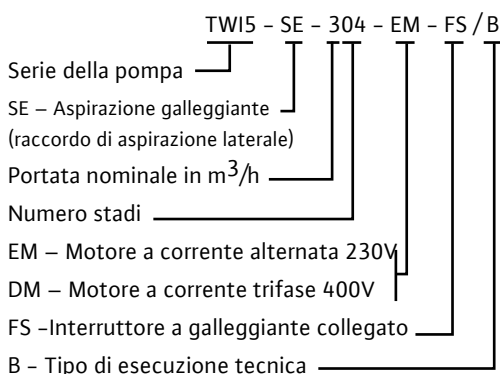 TWI5 - SE - 304 - EM - FS / B
Serie della pompa
SE – Aspirazione galleggiante
(raccordo di aspirazione laterale)
Portata nominale in m³/h
Numero stadi
EM – Motore a corrente alternata 230V
DM – Motore a corrente trifase 400V
FS –Interruttore a galleggiante collegato
B – Tipo di esecuzione tecnica